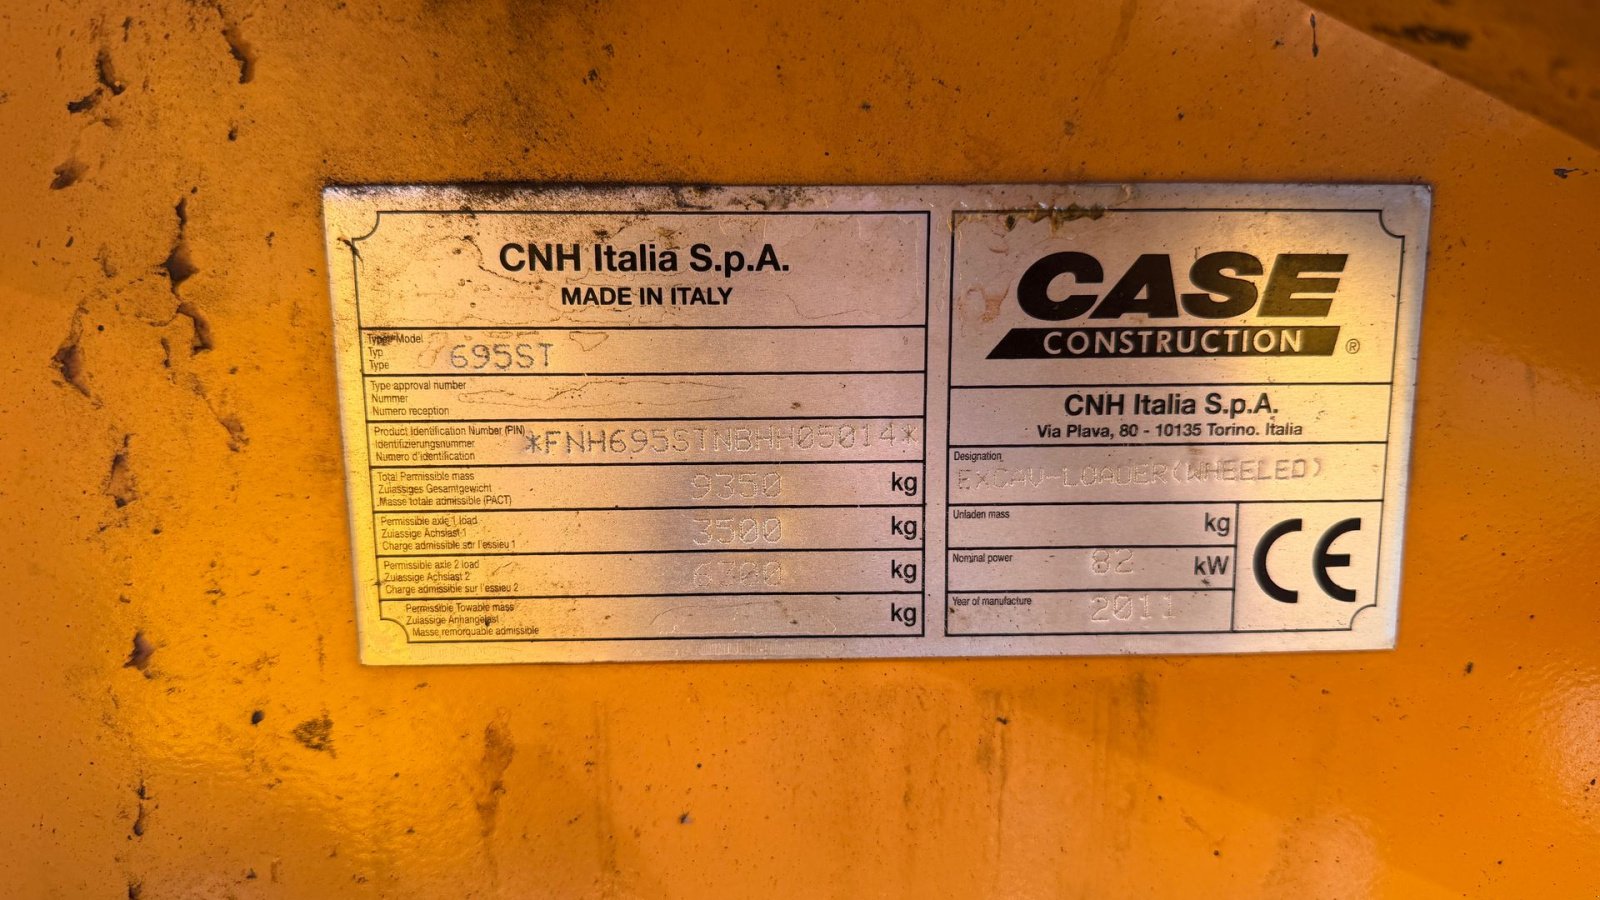 CNH Italia S.p.A.
MADE IN ITALY
Type - Model
Typ
Type
695ST
Type approval number
Nummer
Numero reception
Product Identification Number (PIN)
Identifizierungsnummer
Numero d'identification
*FNH695STNBHH05014*
Total Permissible mass
Zulassiges Gesamtgewicht
Masse totale admissible (PACT)
9350 kg
Permissible axle 1 load
Zulassige Achslast 1
Charge admissible sur l'essieu 1
3500 kg
Permissible axle 2 load
Zulassige Achslast 2
Charge admissible sur l'essieu 2
6700 kg
Permissible Towable mass
Zulassige Anhangelast
Masse remorquable admissible
kg
CASE
CONSTRUCTION ®
CNH Italia S.p.A.
Via Plava, 80 - 10135 Torino. Italia
Designation
EXCAV-LOADER(WHEELED)
Unladen mass
kg
Nominal power
82 kW
Year of manufacture
2011
CE